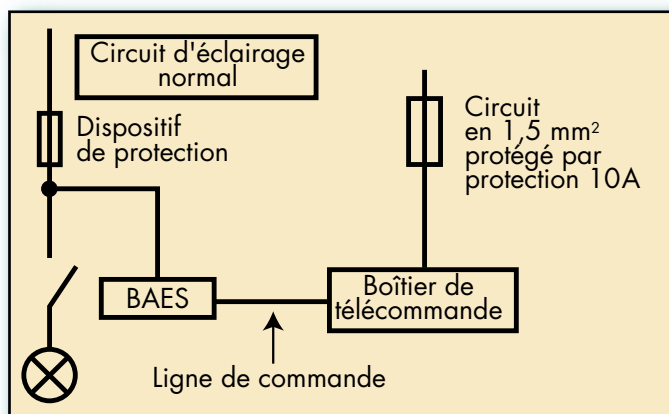 Circuit d'éclairage
normal
Dispositif
de protection
Circuit
en 1,5 mm²
protégé par
protection 10A
BAES
Boîtier de
télécommande
Ligne de commande